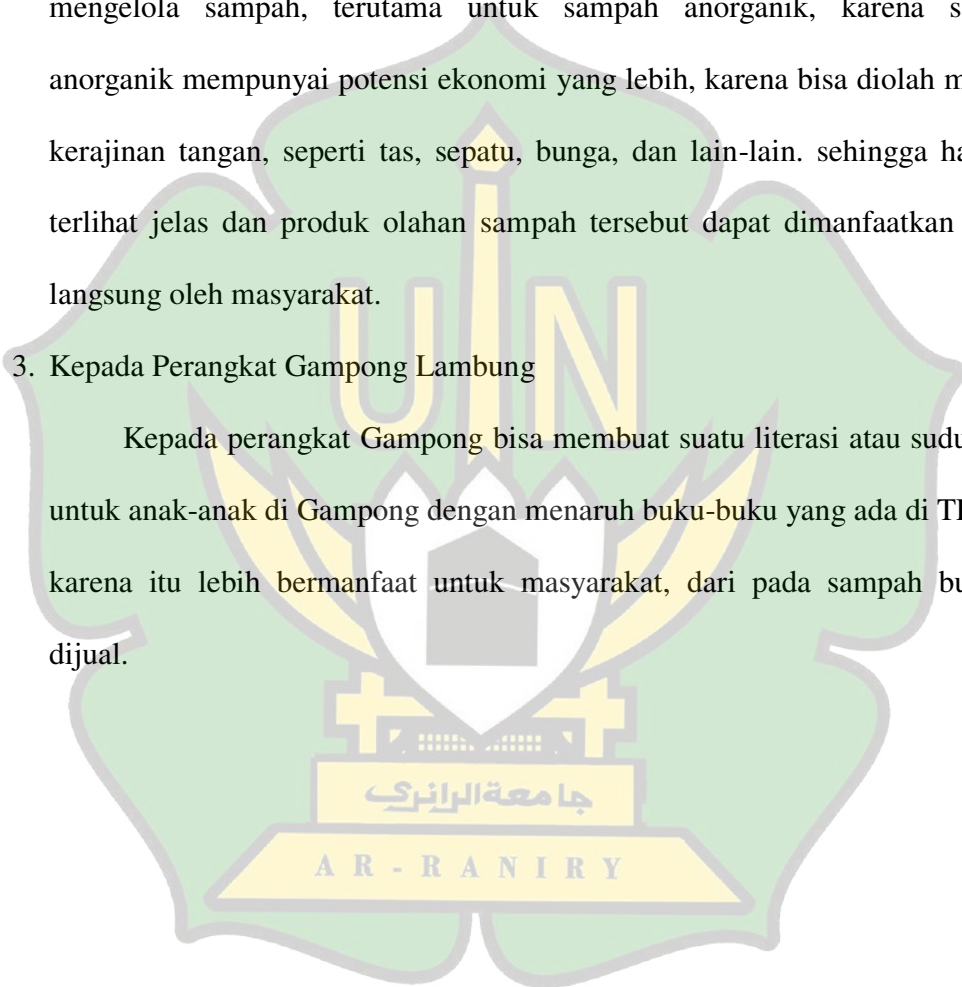 mengelola sampah, terutama untuk sampah anorganik, karena
anorganik mempunyai potensi ekonomi yang lebih, karena bisa diolah
kerajinan tangan, seperti tas, sepatu, bunga, dan lain-lain. sehingga
terlihat jelas dan produk olahan sampah tersebut dapat dimanfaatkan
langsung oleh masyarakat.
3. Kepada Perangkat Gampong Lambung
Kepada perangkat Gampong bisa membuat suatu literasi atau
untuk anak-anak di Gampong dengan menaruh buku-buku yang ada di
karena itu lebih bermanfaat untuk masyarakat, dari pada sampah
dijual.
UIN
جامعة الرانري
AR-RANIRY